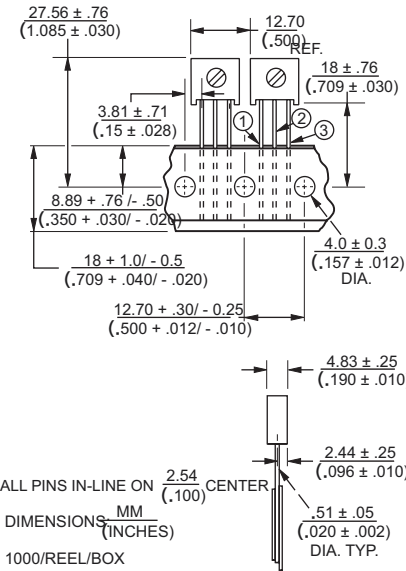 27.56 ± .76
(1.085 ± .030)
12.70
(.500)
REF.
18 ± .76
(.709 ± .030)
3.81 ± .71
(.15 ± .028)
1
2
3
8.89 + .76 /- .50
(.350 + .030/- .020)
4.0 ± 0.3
(.157 ± .012)
DIA.
18 + 1.0/ - 0.5
(.709 + .040/ - .020)
12.70 + .30/ - 0.25
(.500 + .012/ - .010)
4.83 ± .25
(.190 ± .010
2.44 ± .25
(.096 ± .010)
ALL PINS IN-LINE ON 2.54 (.100) CENTER
DIMENSIONS: MM (INCHES)
.51 ± .05
(.020 ± .002)
DIA. TYP.
1000/REEL/BOX